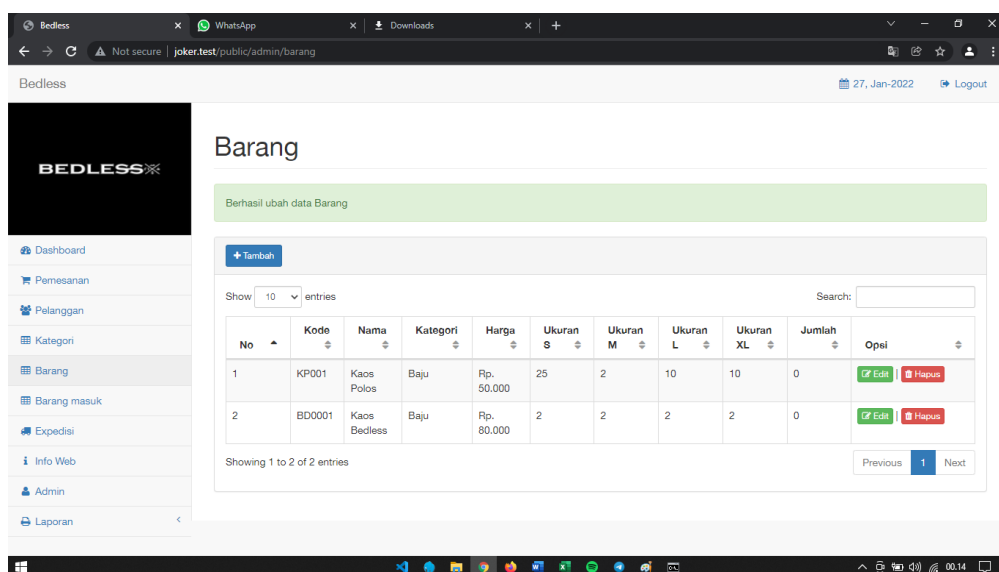 Bedless
WhatsApp
Downloads
Not secure | joker.test/public/admin/barang
Bedless
27, Jan-2022
Logout
BEDLESS
Barang
Berhasil ubah data Barang
Dashboard
Pemesanan
Pelanggan
Kategori
Barang
Barang masuk
Expedisi
Info Web
Admin
Laporan
+ Tambah
Show 10 entries
Search:
No Kode Nama Kategori Harga Ukuran S Ukuran M Ukuran L Ukuran XL Jumlah Opsi
1 KP001 Kaos Polos Baju Rp. 50.000 25 2 10 10 0 Edit | Hapus
2 BD0001 Kaos Bedless Baju Rp. 80.000 2 2 2 2 0 Edit | Hapus
Showing 1 to 2 of 2 entries
Previous 1 Next
00.14